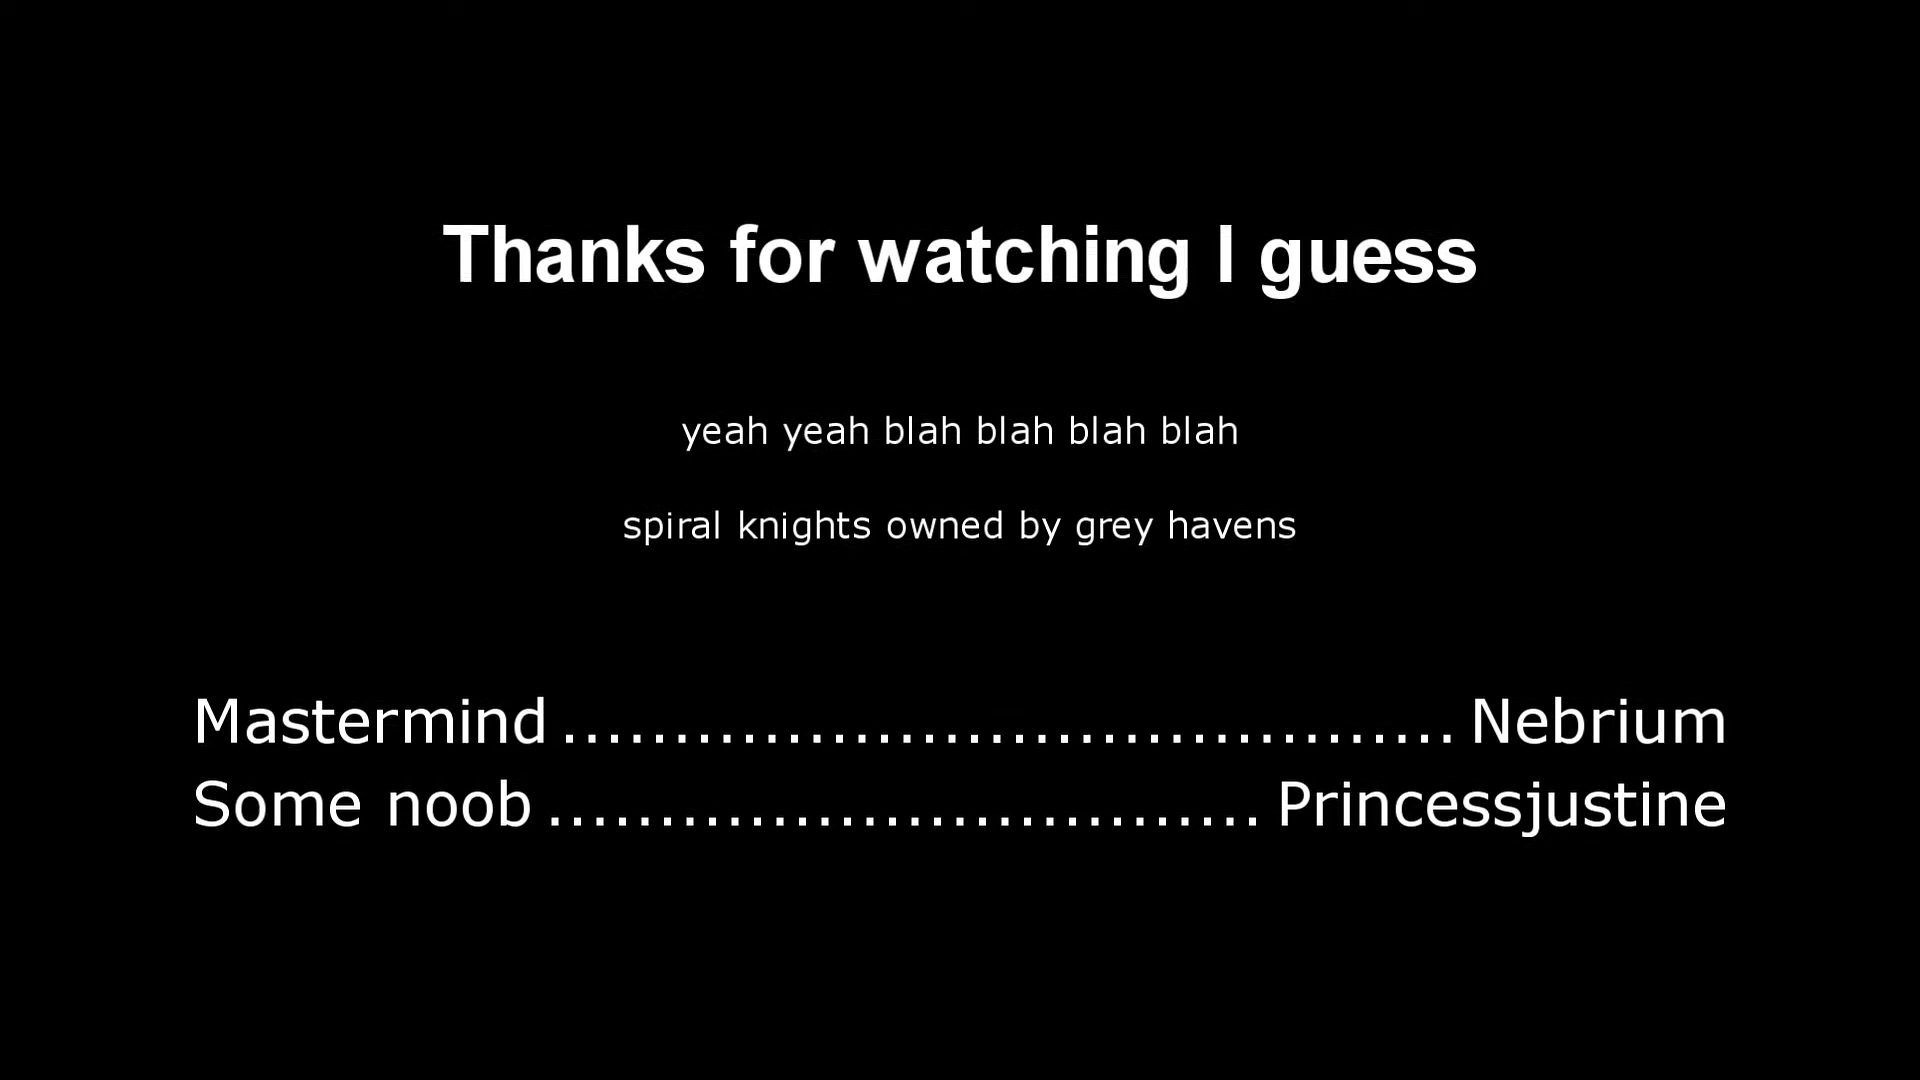 Thanks for watching I guess
yeah yeah blah blah blah blah
spiral knights owned by grey havens
Mastermind ........................................ Nebrium
Some noob ................................ Princessjustine